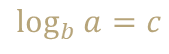 log_b a = c